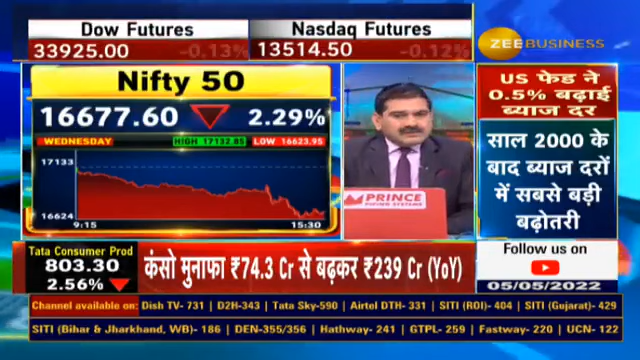 Dow Futures
33925.00 -0.13%
Nasdaq Futures
13514.50 -0.12%
ZEE BUSINESS
Nifty 50
16677.60 2.29%
WEDNESDAY HIGH 17132.85 LOW 16623.95
17133
16624
9:15 15:30
PRINCE
PIPING SYSTEMS
US फेड ने
0.5% बढ़ाई
ब्याज दर
साल 2000 के
बाद ब्याज दरों
में सबसे बड़ी
बढ़ोतरी
Tata Consumer Prod
803.30
2.56%
कंसो मुनाफा ₹74.3 Cr से बढ़कर ₹239 Cr (YoY)
Follow us on
05/05/2022
Channel available on: Dish TV- 731 | D2H-343 | Tata Sky-590 | Airtel DTH- 331 | SITI (ROI)- 404 | SITI (Gujarat)- 429
SITI (Bihar & Jharkhand, WB)- 186 | DEN-355/356 | Hathway- 241 | GTPL- 259 | Fastway- 220 | UCN- 122